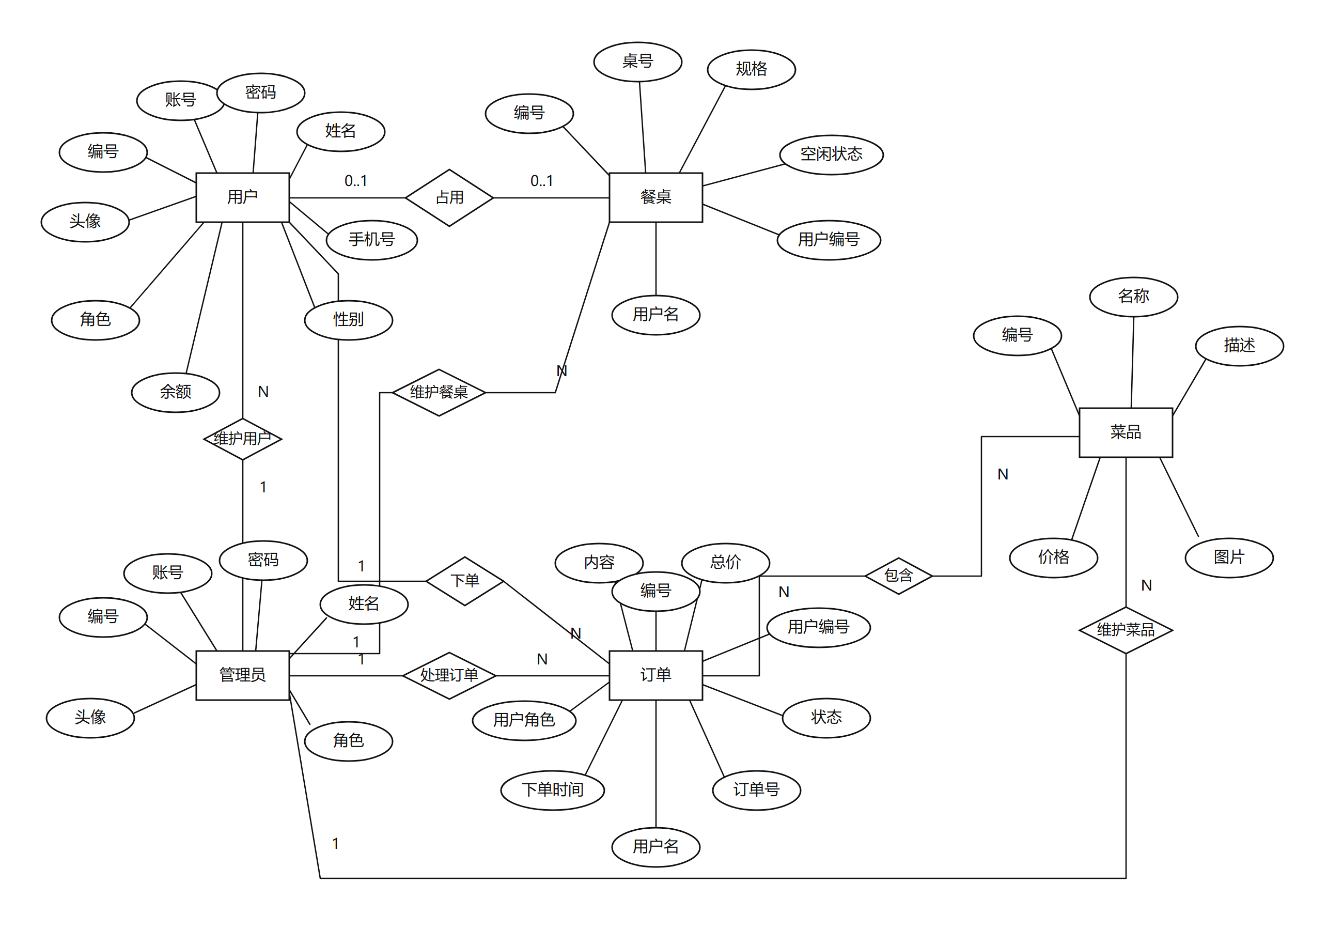 桌号
规格
账号
密码
编号
姓名
编号
空闲状态
0..1
0..1
用户
占用
餐桌
头像
手机号
用户编号
名称
用户名
角色
性别
编号
描述
N
余额
N
维护餐桌
菜品
维护用户
N
1
内容
总价
密码
1
账号
价格
图片
下单
包含
N
编号
N
姓名
编号
用户编号
维护菜品
N
1
1
N
管理员
处理订单
订单
头像
用户角色
状态
角色
下单时间
订单号
1
用户名